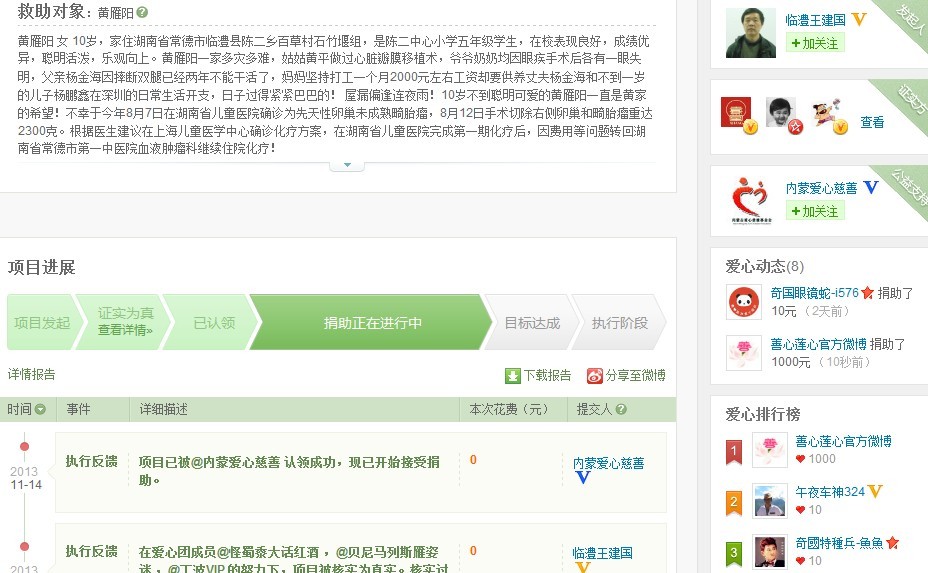 救助对象： 黄雁阳
黄雁阳 女 10岁，家住湖南省常德市临澧县陈二乡百草村石竹堰组，是陈二中心小学五年级学生，在校表现良好，成绩优
异，聪明活泼，乐观向上。黄雁阳一家多灾多难，姑姑黄平做过心脏瓣膜移植术，爷爷奶奶均因眼疾手术后各有一眼失
明，父亲杨金海因摔断双腿已经两年不能干活了，妈妈坚持打工一个月2000元左右工资却要供养丈夫杨金海和不到一岁
的儿子杨鹏鑫在深圳的日常生活开支，日子过得紧紧巴巴的！ 屋漏偏逢连夜雨！10岁不到聪明可爱的黄雁阳一直是黄家
的希望！不幸于今年8月7日在湖南省儿童医院确诊为先天性卵巢未成熟畸胎瘤，8月12日手术切除右侧卵巢和畸胎瘤重达
2300克。根据医生建议在上海儿童医学中心确诊化疗方案，在湖南省儿童医院完成第一期化疗后，因费用等问题转回湖
南省常德市第一中医院血液肿瘤科继续住院化疗！
项目进展
项目发起
证实为真
查看详情»
已认领
捐助正在进行中
目标达成
执行阶段
详情报告
下载报告
分享至微博
时间
事件
详细描述
本次花费（元）
提交人
2013
11-14
执行反馈
项目已被@内蒙爱心慈善 认领成功，现已开始接受捐
助。
0
内蒙爱心慈善
2013
执行反馈
在爱心团成员@怪蜀黍大话红酒 ，@贝尼马列斯雁姿
迷 ，@丁波VIP 的努力下，项目被核实为真实。核实过
0
临澧王建国
临澧王建国
+加关注
发起人
证实方
查看
内蒙爱心慈善
+加关注
公益支持
爱心动态(8)
奇国眼镜蛇-i576 捐助了
10元 （2天前）
善心莲心官方微博 捐助了
1000元 （10秒前）
爱心排行榜
1
善心莲心官方微博
1000
2
午夜车神324
10
3
奇國特種兵-魚魚
10